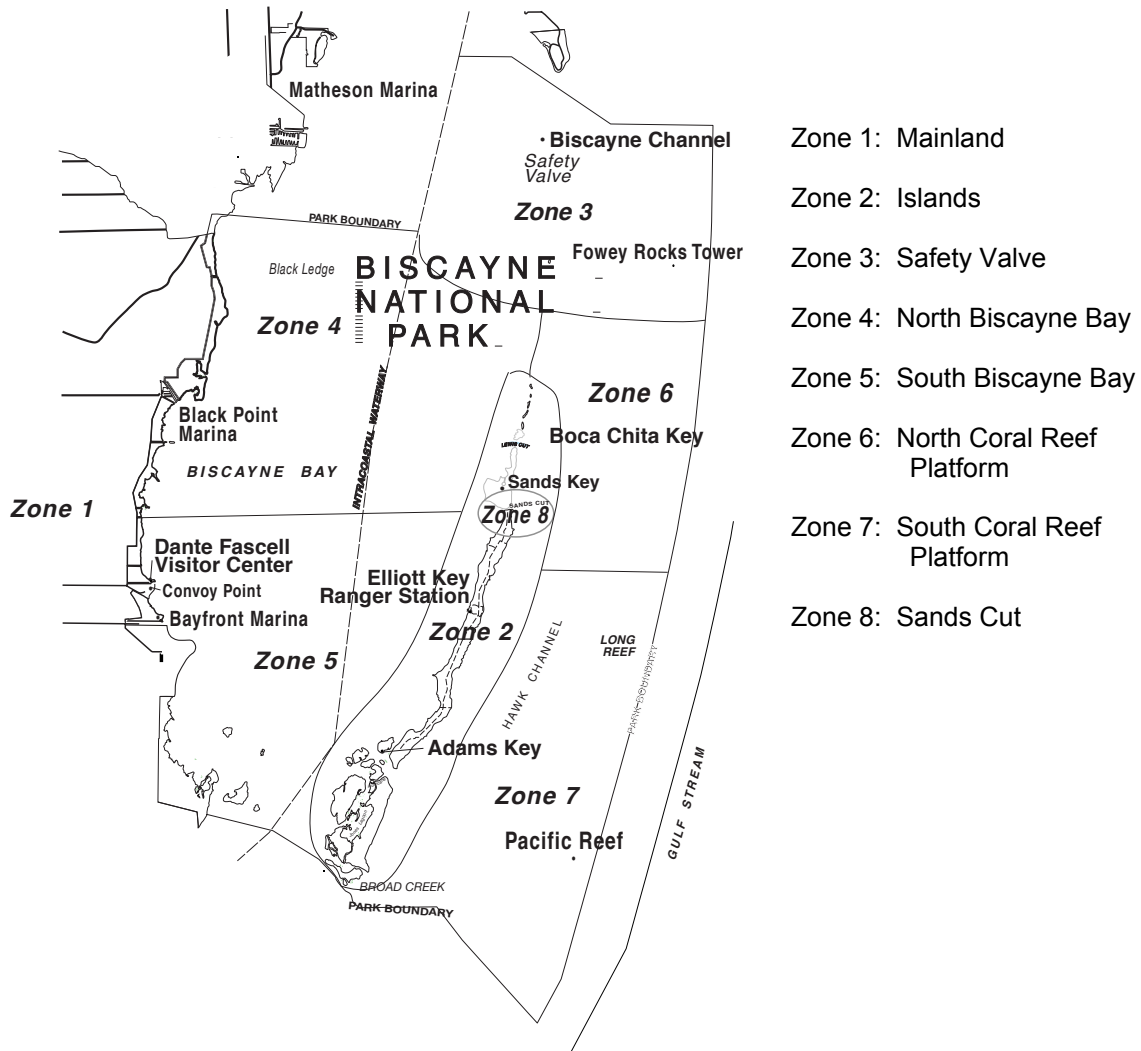 Matheson Marina
Biscayne Channel
Safety
Valve
Zone 3
PARK BOUNDARY
Fowey Rocks Tower
Black Ledge
BISCAYNE
NATIONAL
PARK
Zone 4
INTRACOASTAL WATERWAY
Zone 6
Black Point
Marina
Boca Chita Key
LEWIS CUT
BISCAYNE BAY
Sands Key
SANDS CUT
Zone 8
Zone 1
Dante Fascell
Visitor Center
Convoy Point
Bayfront Marina
Elliott Key
Ranger Station
Zone 2
HAWK CHANNEL
LONG
REEF
PARK BOUNDARY
Zone 5
Adams Key
Zone 7
GULF STREAM
Pacific Reef
BROAD CREEK
PARK BOUNDARY
Zone 1: Mainland
Zone 2: Islands
Zone 3: Safety Valve
Zone 4: North Biscayne Bay
Zone 5: South Biscayne Bay
Zone 6: North Coral Reef
Platform
Zone 7: South Coral Reef
Platform
Zone 8: Sands Cut